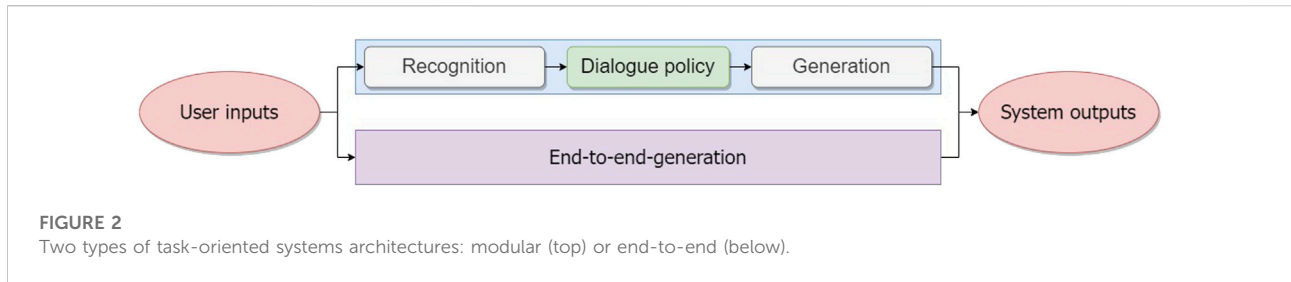 User inputs
Recognition
Dialogue policy
Generation
End-to-end-generation
System outputs
FIGURE 2
Two types of task-oriented systems architectures: modular (top) or end-to-end (below).